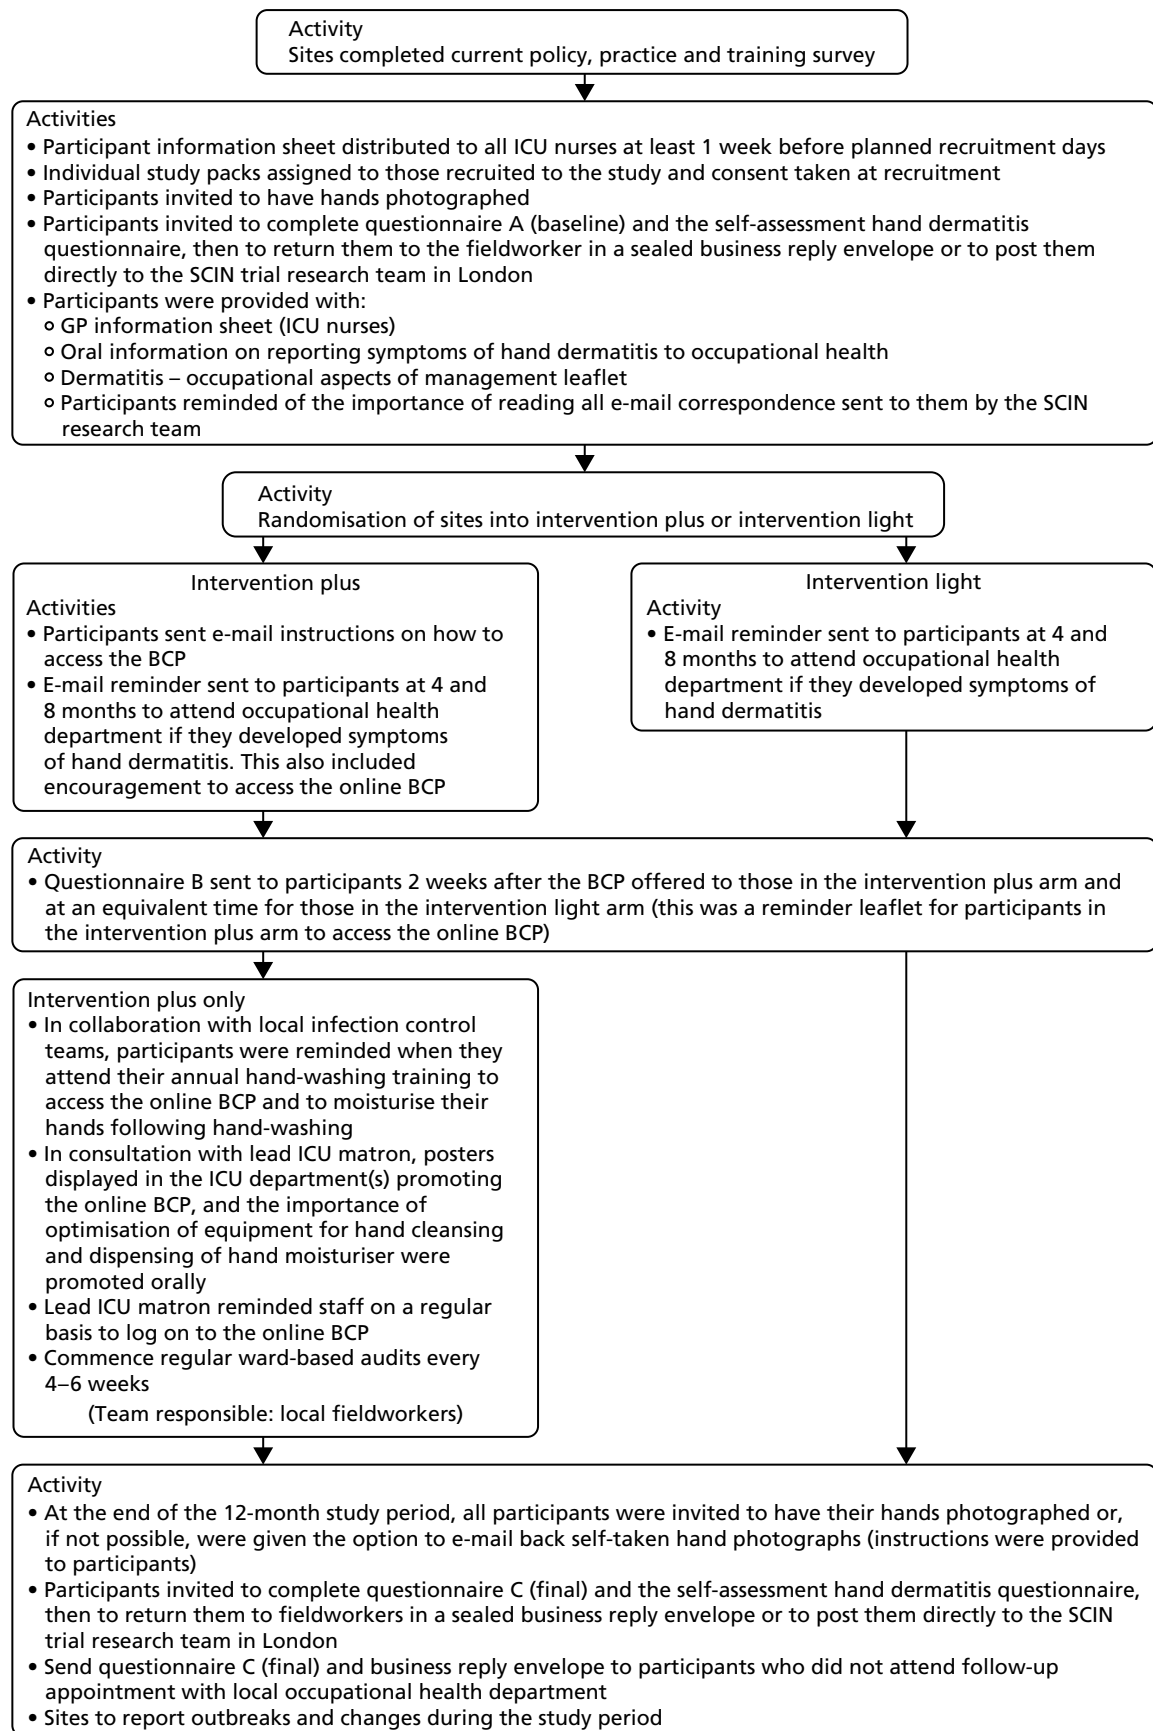 Activity
Sites completed current policy, practice and training survey
Activities
• Participant information sheet distributed to all ICU nurses at least 1 week before planned recruitment days
• Individual study packs assigned to those recruited to the study and consent taken at recruitment
• Participants invited to have hands photographed
• Participants invited to complete questionnaire A (baseline) and the self-assessment hand dermatitis
questionnaire, then to return them to the fieldworker in a sealed business reply envelope or to post them
directly to the SCIN trial research team in London
• Participants were provided with:
○ GP information sheet (ICU nurses)
○ Oral information on reporting symptoms of hand dermatitis to occupational health
○ Dermatitis – occupational aspects of management leaflet
○ Participants reminded of the importance of reading all e-mail correspondence sent to them by the SCIN
research team
Activity
Randomisation of sites into intervention plus or intervention light
Intervention plus
Activities
• Participants sent e-mail instructions on how to
access the BCP
• E-mail reminder sent to participants at 4 and
8 months to attend occupational health
department if they developed symptoms
of hand dermatitis. This also included
encouragement to access the online BCP
Intervention light
Activity
• E-mail reminder sent to participants at 4 and
8 months to attend occupational health
department if they developed symptoms of
hand dermatitis
Activity
• Questionnaire B sent to participants 2 weeks after the BCP offered to those in the intervention plus arm and
at an equivalent time for those in the intervention light arm (this was a reminder leaflet for participants in
the intervention plus arm to access the online BCP)
Intervention plus only
• In collaboration with local infection control
teams, participants were reminded when they
attend their annual hand-washing training to
access the online BCP and to moisturise their
hands following hand-washing
• In consultation with lead ICU matron, posters
displayed in the ICU department(s) promoting
the online BCP, and the importance of
optimisation of equipment for hand cleansing
and dispensing of hand moisturiser were
promoted orally
• Lead ICU matron reminded staff on a regular
basis to log on to the online BCP
• Commence regular ward-based audits every
4–6 weeks
(Team responsible: local fieldworkers)
Activity
• At the end of the 12-month study period, all participants were invited to have their hands photographed or,
if not possible, were given the option to e-mail back self-taken hand photographs (instructions were provided
to participants)
• Participants invited to complete questionnaire C (final) and the self-assessment hand dermatitis questionnaire,
then to return them to fieldworkers in a sealed business reply envelope or to post them directly to the SCIN
trial research team in London
• Send questionnaire C (final) and business reply envelope to participants who did not attend follow-up
appointment with local occupational health department
• Sites to report outbreaks and changes during the study period